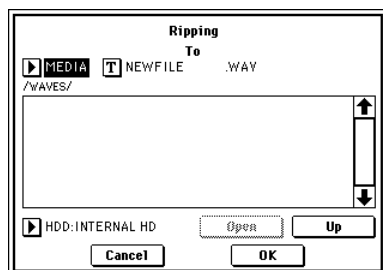 Ripping
To
MEDIA T NEWFILE .WAV
/WAVES/
HDD:INTERNAL HD Open Up
Cancel OK